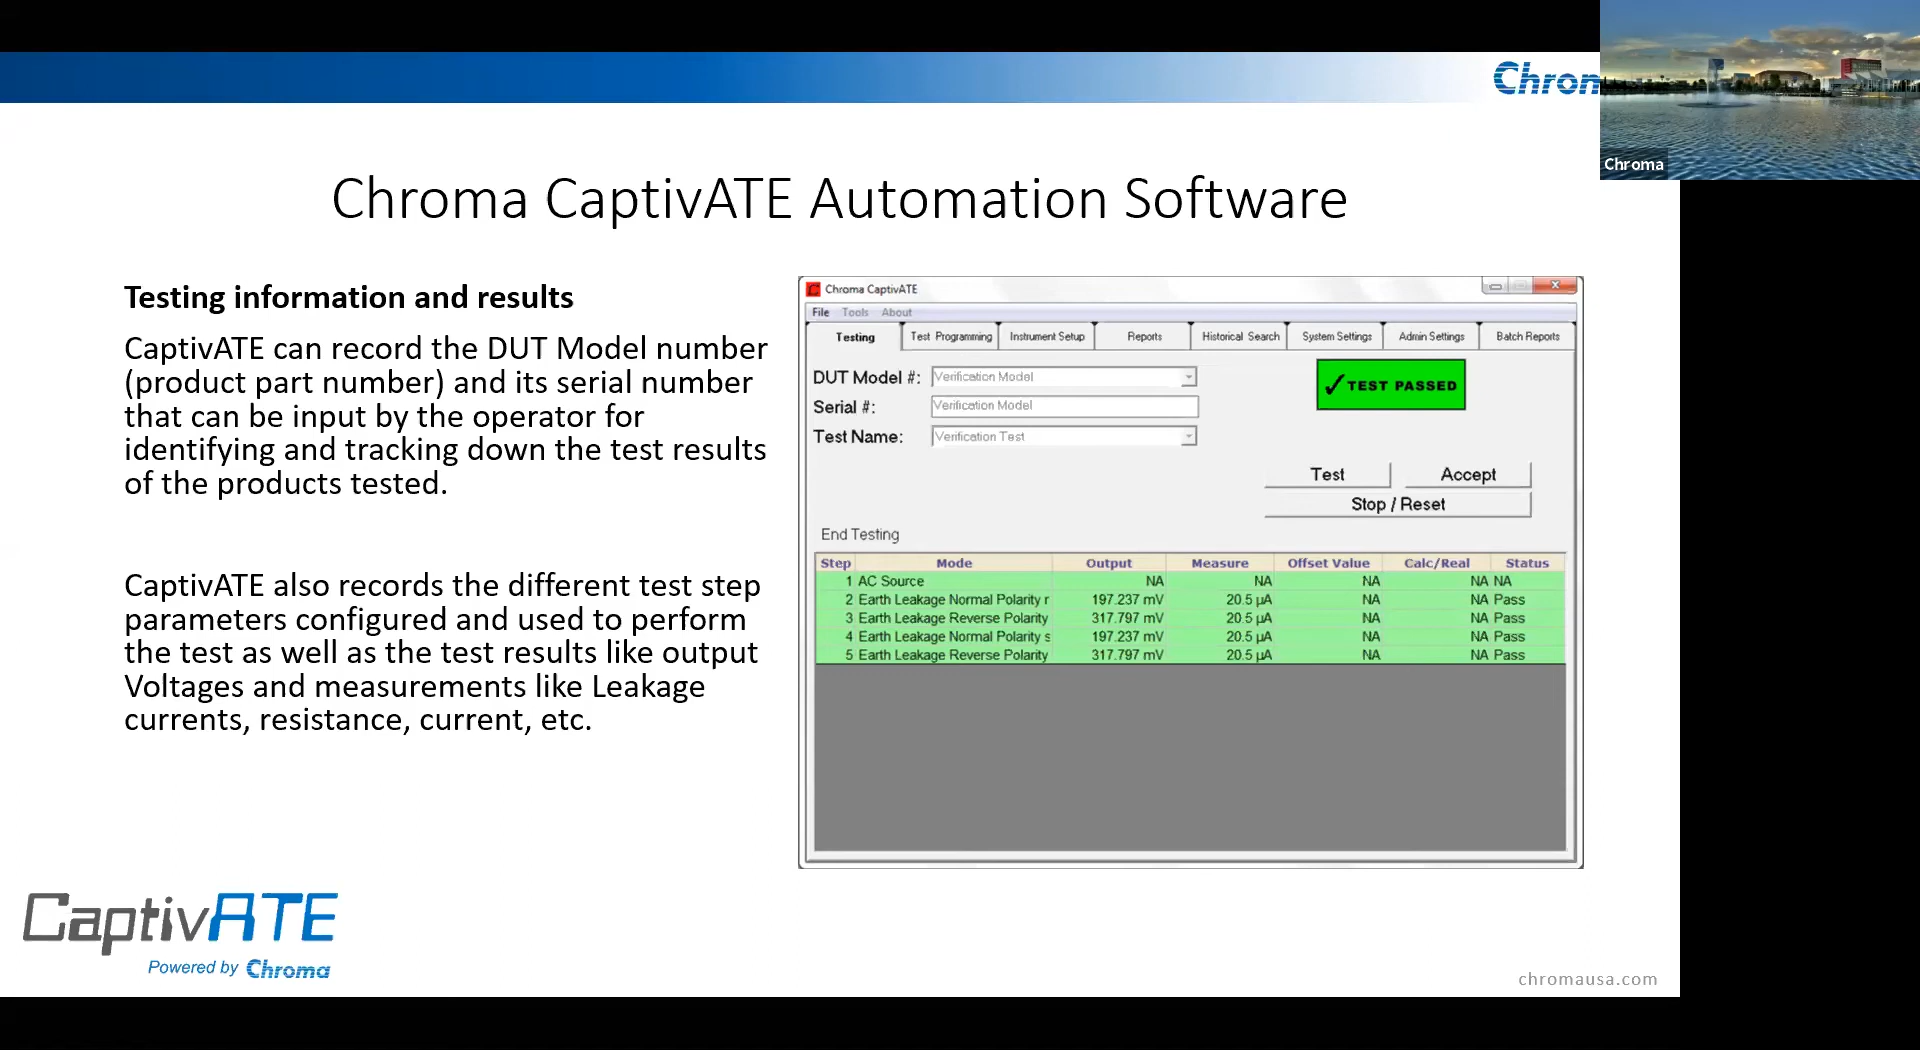 Chrom
Chroma
Chroma CaptivATE Automation Software
Testing information and results
CaptivATE can record the DUT Model number
(product part number) and its serial number
that can be input by the operator for
identifying and tracking down the test results
of the products tested.
CaptivATE also records the different test step
parameters configured and used to perform
the test as well as the test results like output
Voltages and measurements like Leakage
currents, resistance, current, etc.
Chroma CaptivATE
File Tools About
Testing Test Programming Instrument Setup Reports Historical Search System Settings Admin Settings Batch Reports
DUT Model #: Verification Model
✓TEST PASSED
Serial #: Verification Model
Test Name: Verification Test
Test Accept
Stop / Reset
End Testing
Step Mode Output Measure Offset Value Calc/Real Status
1 AC Source NA NA NA NA NA
2 Earth Leakage Normal Polarity r 197.237 mV 20.5 µA NA NA Pass
3 Earth Leakage Reverse Polarity 317.797 mV 20.5 µA NA NA Pass
4 Earth Leakage Normal Polarity s 197.237 mV 20.5 µA NA NA Pass
5 Earth Leakage Reverse Polarity 317.797 mV 20.5 µA NA NA Pass
CaptivATE
Powered by Chroma
chromausa.com